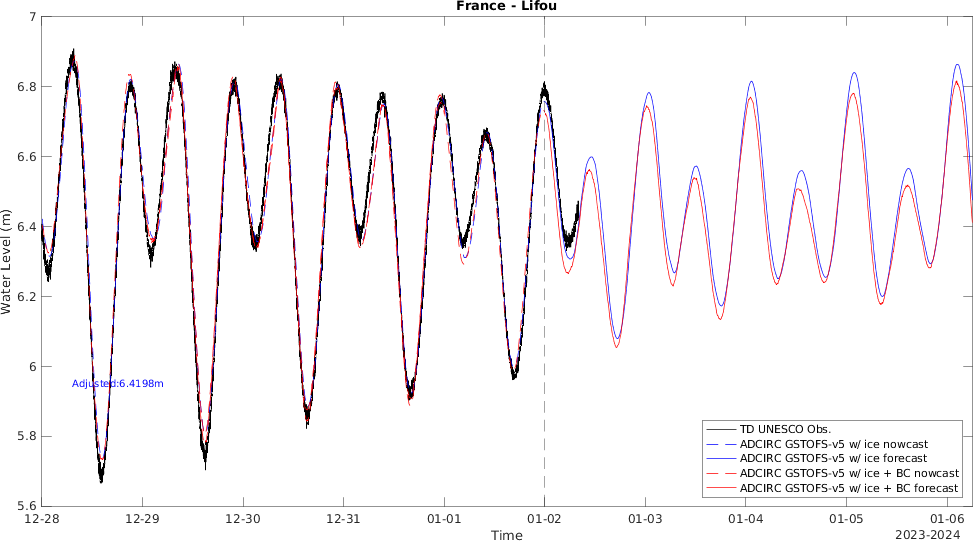 France - Lifou
Water Level (m)
7
6.8
6.6
6.4
6.2
6
5.8
5.6
Adjusted:6.4198m
TD UNESCO Obs.
ADCIRC GSTOFS-v5 w/ ice nowcast
ADCIRC GSTOFS-v5 w/ ice forecast
ADCIRC GSTOFS-v5 w/ ice + BC nowcast
ADCIRC GSTOFS-v5 w/ ice + BC forecast
12-28 12-29 12-30 12-31 01-01 01-02 01-03 01-04 01-05 01-06
Time
2023-2024